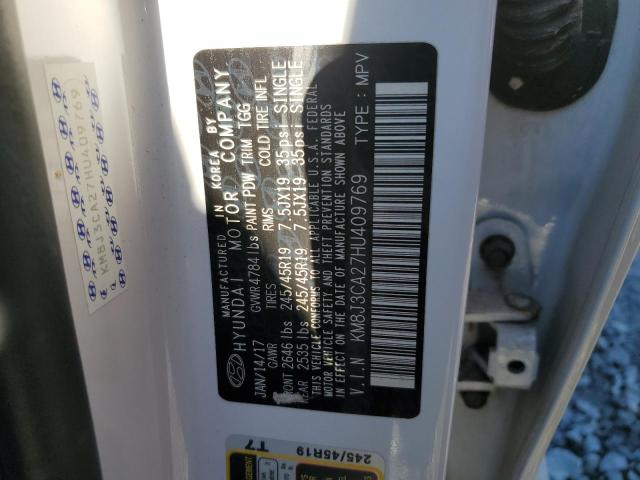 MANUFACTURED IN KOREA BY
HYUNDAI MOTOR COMPANY
JAN/14/17 GVWR 4784 lbs PAINT PDW TRIM TGG
GAWR TIRES RIMS COLD TIRE INFL
FRONT 2646 lbs 245/45R19 7.5JX19 35psi SINGLE
REAR 2535 lbs 245/45R19 7.5JX19 35psi SINGLE
THIS VEHICLE CONFORMS TO ALL APPLICABLE U.S.A. FEDERAL
MOTOR VEHICLE SAFETY AND THEFT PREVENTION STANDARDS
IN EFFECT ON THE DATE OF MANUFACTURE SHOWN ABOVE
V.I.N KM8J3CA27HU409769 TYPE : MPV
KM8J3CA27HU409769
T7
245/45R19